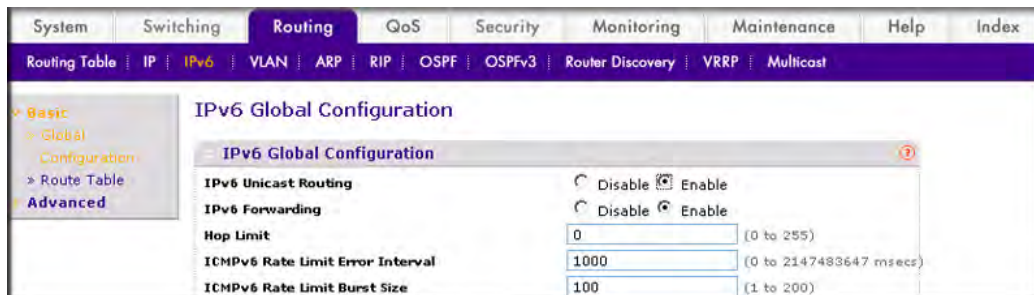 System Switching Routing QoS Security Monitoring Maintenance Help Index
Routing Table IP IPv6 VLAN ARP RIP OSPF OSPFv3 Router Discovery VRRP Multicast
Basic
» Global
Configuration
» Route Table
Advanced
IPv6 Global Configuration
IPv6 Global Configuration ?
IPv6 Unicast Routing Disable Enable
IPv6 Forwarding Disable Enable
Hop Limit 0 (0 to 255)
ICMPv6 Rate Limit Error Interval 1000 (0 to 2147483647 msecs)
ICMPv6 Rate Limit Burst Size 100 (1 to 200)